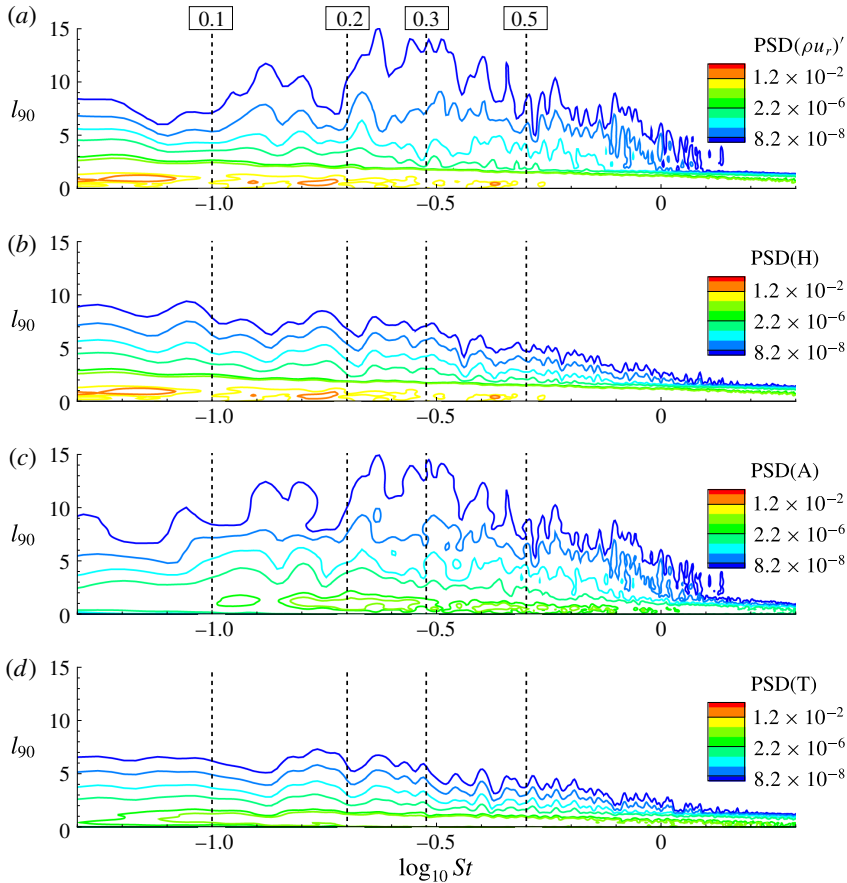 0.1 0.2 0.3 0.5
(a)
15
10
5
0
l90
−1.0 −0.5 0
PSD(ρu_r)′
1.2 × 10⁻²
2.2 × 10⁻⁶
8.2 × 10⁻⁸
(b)
15
10
5
0
l90
−1.0 −0.5 0
PSD(H)
1.2 × 10⁻²
2.2 × 10⁻⁶
8.2 × 10⁻⁸
(c)
15
10
5
0
l90
−1.0 −0.5 0
PSD(A)
1.2 × 10⁻²
2.2 × 10⁻⁶
8.2 × 10⁻⁸
(d)
15
10
5
0
l90
−1.0 −0.5 0
PSD(T)
1.2 × 10⁻²
2.2 × 10⁻⁶
8.2 × 10⁻⁸
log₁₀ St